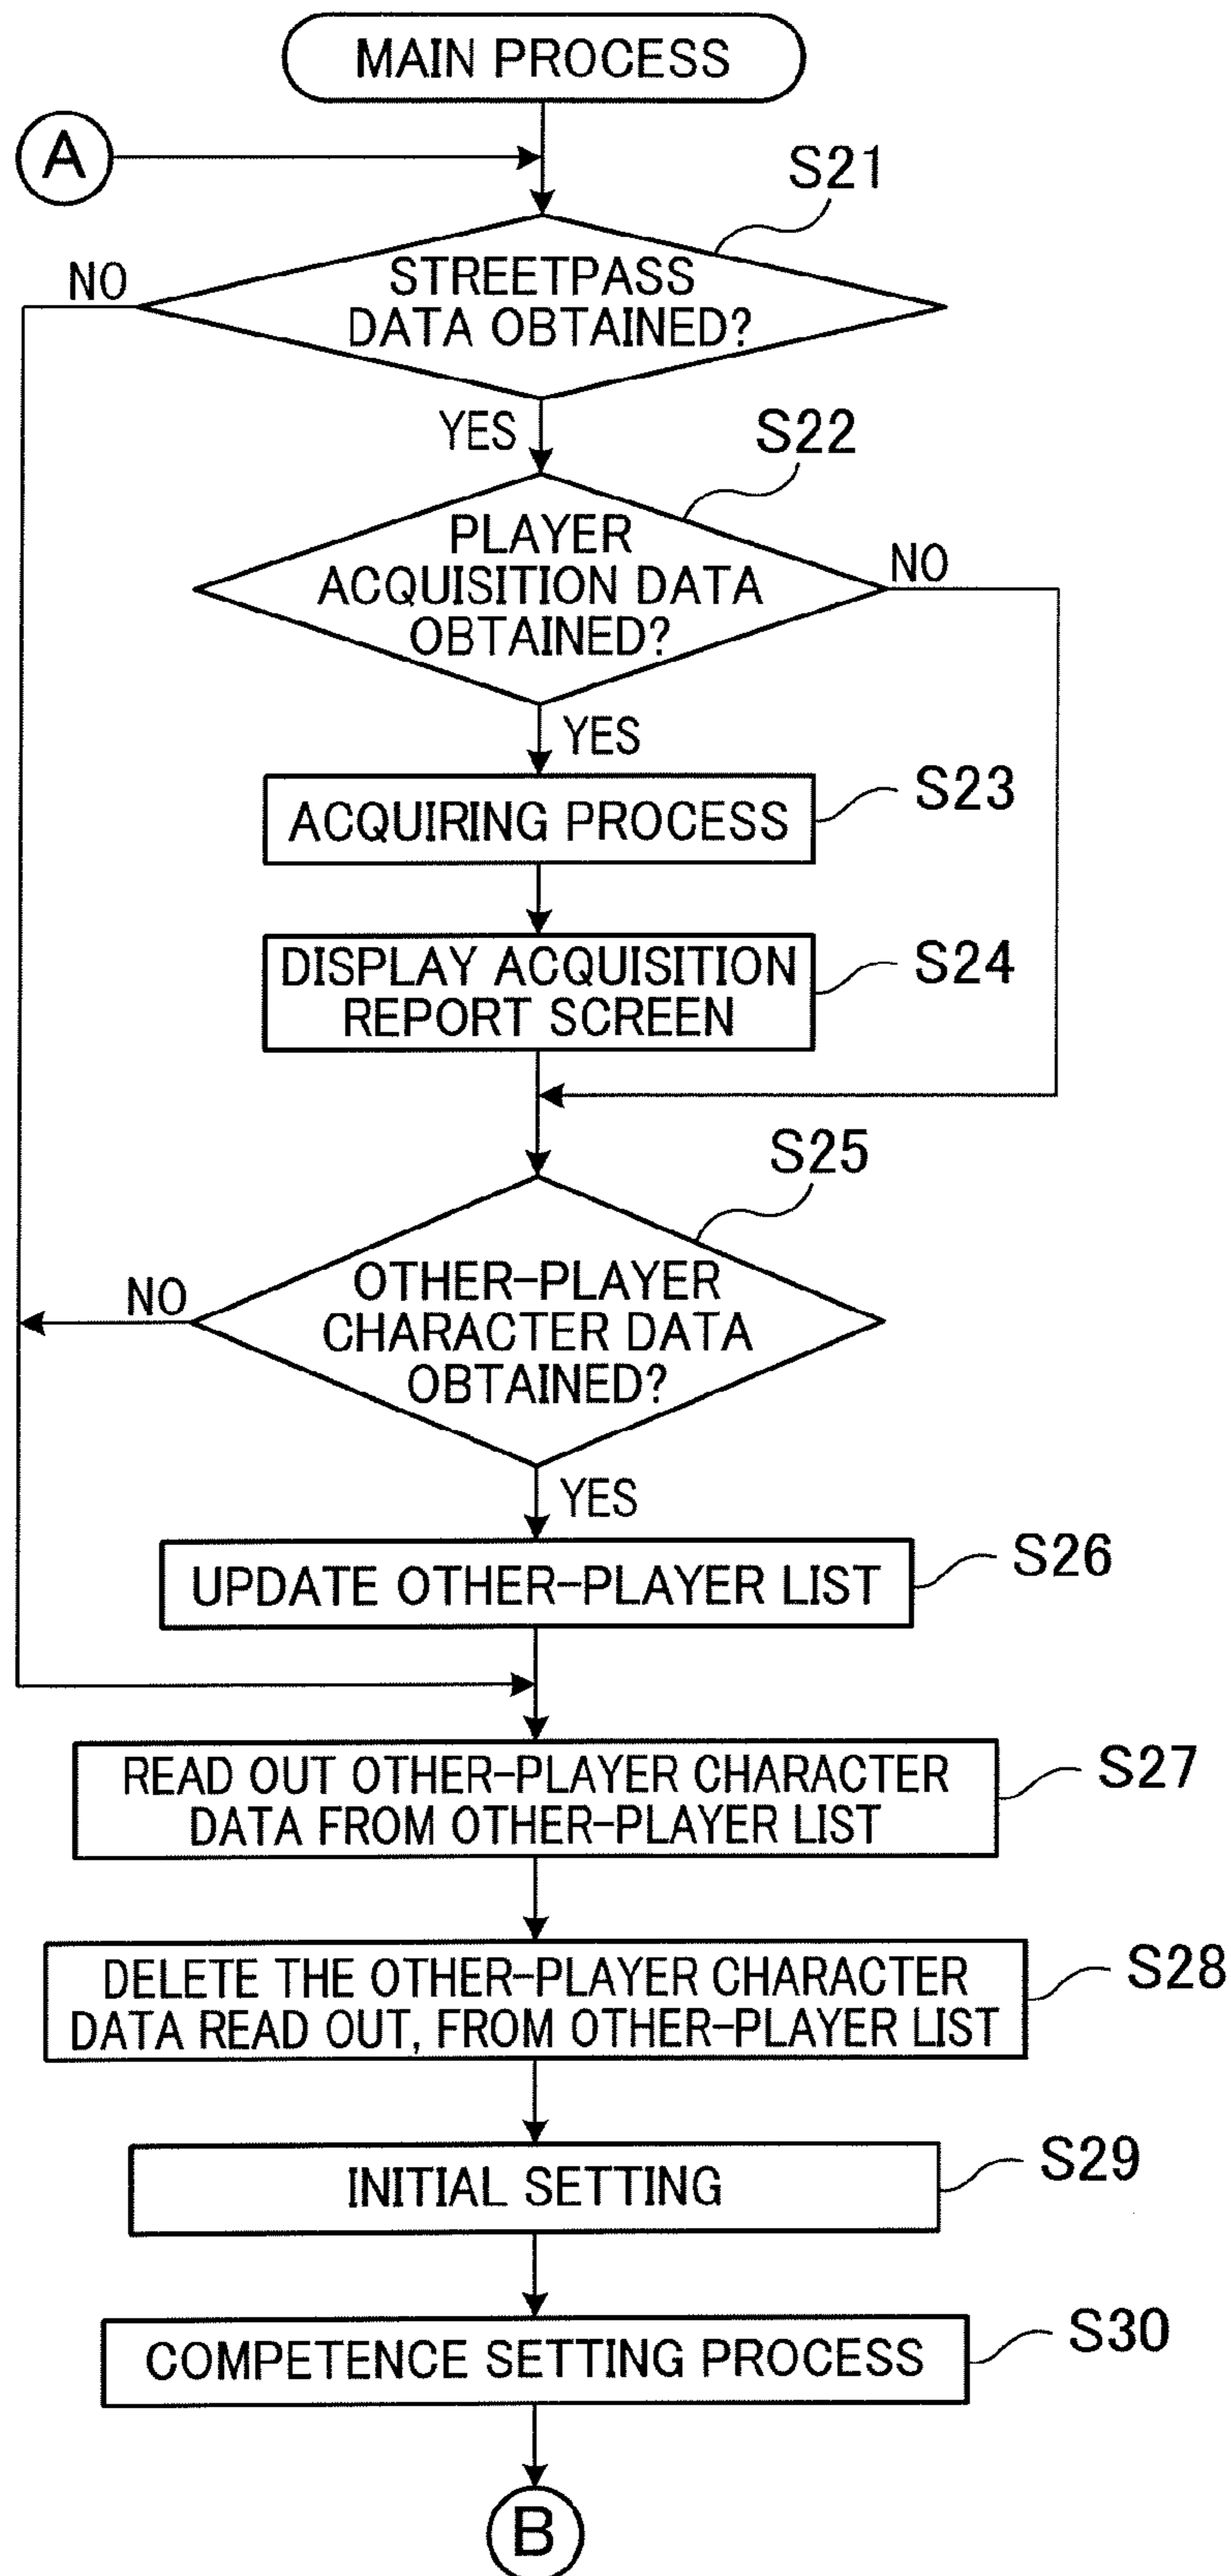 MAIN PROCESS
A
S21
STREETPASS
DATA OBTAINED?
NO
YES
S22
PLAYER
ACQUISITION DATA
OBTAINED?
NO
YES
S23
ACQUIRING PROCESS
S24
DISPLAY ACQUISITION
REPORT SCREEN
S25
OTHER-PLAYER
CHARACTER DATA
OBTAINED?
NO
YES
S26
UPDATE OTHER-PLAYER LIST
S27
READ OUT OTHER-PLAYER CHARACTER
DATA FROM OTHER-PLAYER LIST
S28
DELETE THE OTHER-PLAYER CHARACTER
DATA READ OUT, FROM OTHER-PLAYER LIST
S29
INITIAL SETTING
S30
COMPETENCE SETTING PROCESS
B